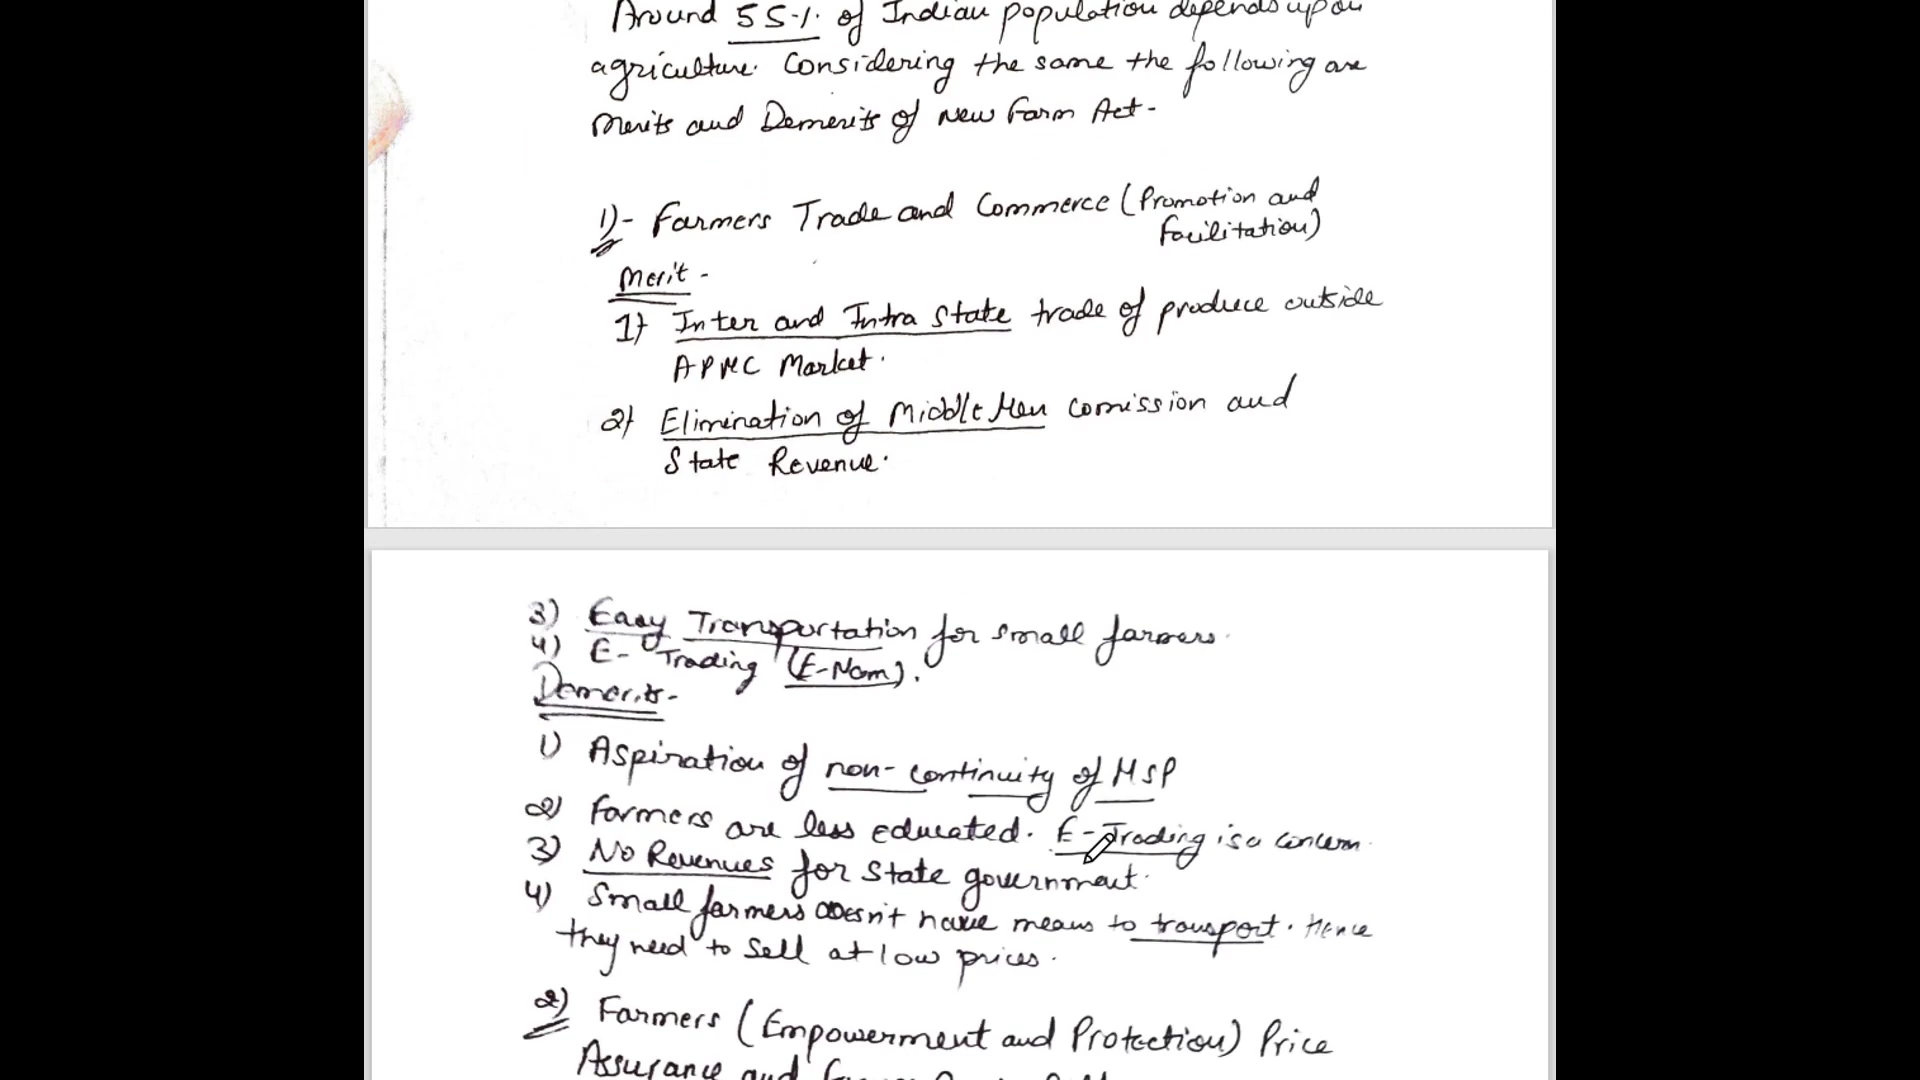 Around 55% of Indian population depends upon
agriculture. Considering the same the following are
Merits and Demerits of New Farm Act -
1) - Farmers Trade and Commerce (Promotion and
Facilitation)
Merit -
1) Inter and Intra State trade of produce outside
APMC Market.
2) Elimination of Middle Men comission and
State Revenue.
3) Easy Transportation for small farmers.
4) E- Trading (E-Nam).
Demerits -
1) Aspiration of non-continuity of MSP
2) Farmers are less educated. E-Trading is a concern.
3) No Revenues for State government.
4) Small farmers doesn't have means to transport. Hence
they need to sell at low prices.
2) Farmers (Empowerment and Protection) Price
Assurance and